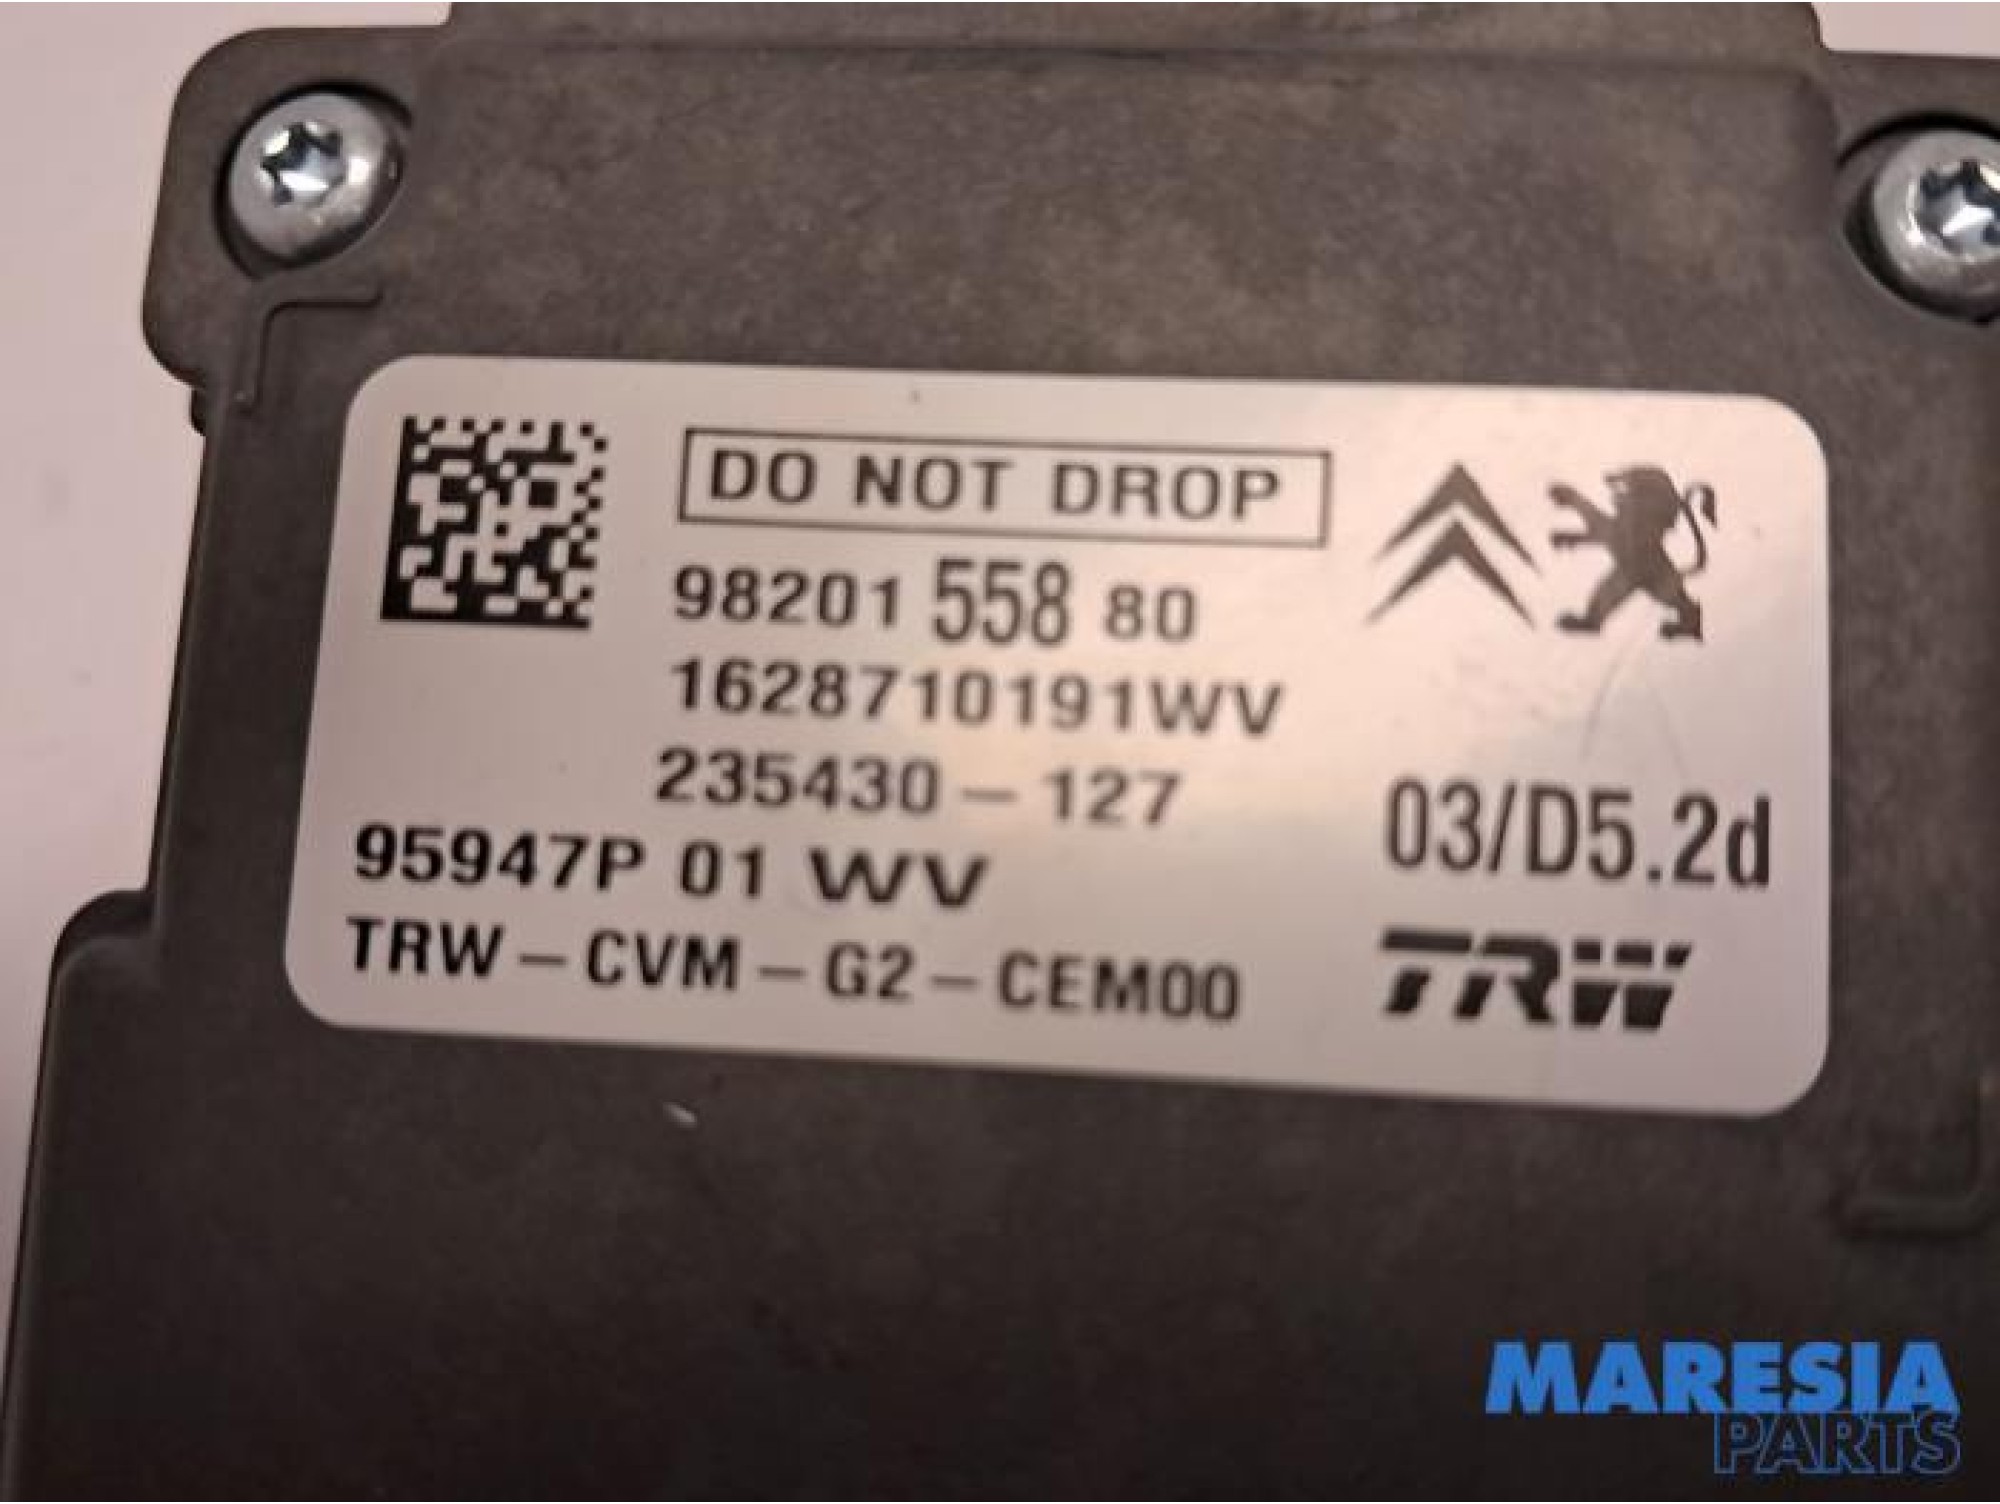 DO NOT DROP
98201 558 80
1628710191WV
235430-127
95947P 01 WV
03/D5.2d
TRW-CVM-G2-CEM00
TRW
MARESIA
PARTS